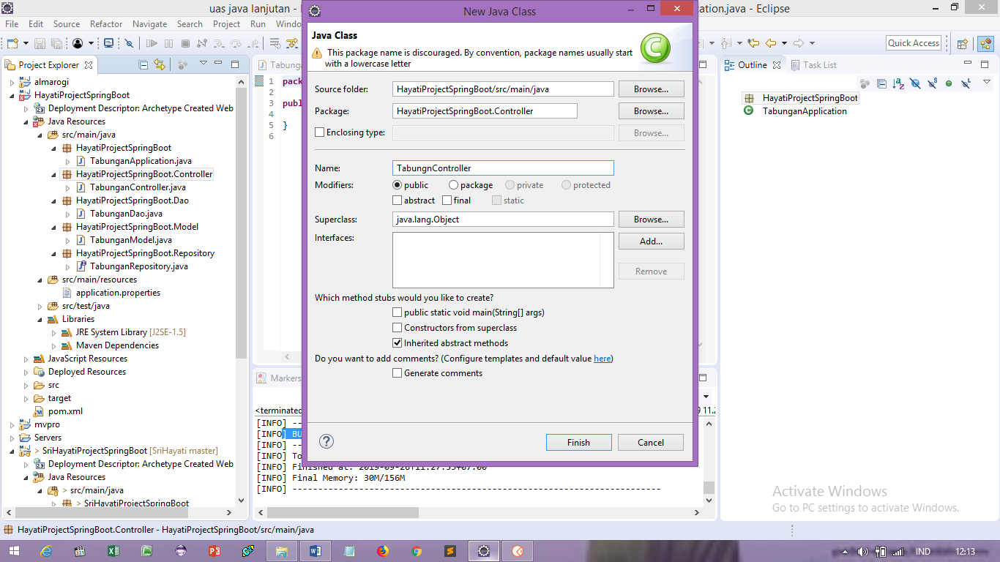 uas java lanjutan -
New Java Class
ation.java - Eclipse
File Edit Source Refactor Navigate Search Project Run Windo
Quick Access
Project Explorer
almarogi
HayatiProjectSpringBoot
Deployment Descriptor: Archetype Created Web
Java Resources
src/main/java
HayatiProjectSpringBoot
TabunganApplication.java
HayatiProjectSpringBoot.Controller
TabunganController.java
HayatiProjectSpringBoot.Dao
TabunganDao.java
HayatiProjectSpringBoot.Model
TabunganModel.java
HayatiProjectSpringBoot.Repository
TabunganRepository.java
src/main/resources
application.properties
src/test/java
Libraries
JRE System Library [J2SE-1.5]
Maven Dependencies
JavaScript Resources
Deployed Resources
src
target
pom.xml
mvpro
Servers
> SriHayatiProjectSpringBoot [SriHayati master]
Deployment Descriptor: Archetype Created Web
Java Resources
> src/main/java
> SriHayatiProjectSpringBoot
Tabung
1 pack
2
3 publ
4
5 }
6
Java Class
This package name is discouraged. By convention, package names usually start
with a lowercase letter
Source folder: HayatiProjectSpringBoot/src/main/java Browse...
Package: HayatiProjectSpringBoot.Controller Browse...
Enclosing type: Browse...
Name: TabungnController
Modifiers: public package private protected
abstract final static
Superclass: java.lang.Object Browse...
Interfaces: Add...
Remove
Which method stubs would you like to create?
public static void main(String[] args)
Constructors from superclass
Inherited abstract methods
Do you want to add comments? (Configure templates and default value here)
Generate comments
Finish Cancel
Outline Task List
HayatiProjectSpringBoot
TabunganApplication
Markers
<terminated
9 11.2
[INFO] --
[INFO] BU
[INFO] --
[INFO] To
[INFO] Finished at: 2019-09-28T11:27:55+07:00
[INFO] Final Memory: 30M/156M
[INFO] ------------------------------------------------------------------------
Activate Windows
Go to PC settings to activate Windows.
HayatiProjectSpringBoot.Controller - HayatiProjectSpringBoot/src/main/java
IND 12:13